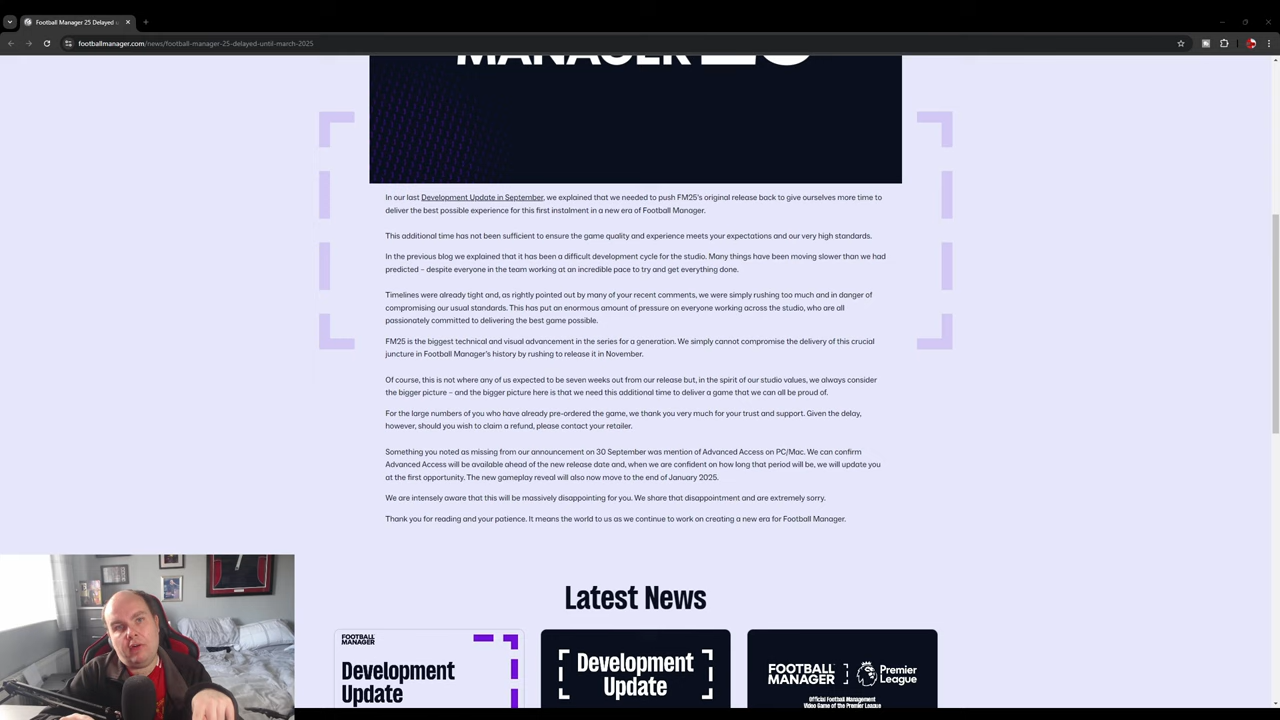 Football Manager 25 Delayed u
footballmanager.com/news/football-manager-25-delayed-until-march-2025
MANAGER 25
In our last Development Update in September, we explained that we needed to push FM25's original release back to give ourselves more time to
deliver the best possible experience for this first instalment in a new era of Football Manager.
This additional time has not been sufficient to ensure the game quality and experience meets your expectations and our very high standards.
In the previous blog we explained that it has been a difficult development cycle for the studio. Many things have been moving slower than we had
predicted – despite everyone in the team working at an incredible pace to try and get everything done.
Timelines were already tight and, as rightly pointed out by many of your recent comments, we were simply rushing too much and in danger of
compromising our usual standards. This has put an enormous amount of pressure on everyone working across the studio, who are all
passionately committed to delivering the best game possible.
FM25 is the biggest technical and visual advancement in the series for a generation. We simply cannot compromise the delivery of this crucial
juncture in Football Manager's history by rushing to release it in November.
Of course, this is not where any of us expected to be seven weeks out from our release but, in the spirit of our studio values, we always consider
the bigger picture – and the bigger picture here is that we need this additional time to deliver a game that we can all be proud of.
For the large numbers of you who have already pre-ordered the game, we thank you very much for your trust and support. Given the delay,
however, should you wish to claim a refund, please contact your retailer.
Something you noted as missing from our announcement on 30 September was mention of Advanced Access on PC/Mac. We can confirm
Advanced Access will be available ahead of the new release date and, when we are confident on how long that period will be, we will update you
at the first opportunity. The new gameplay reveal will also now move to the end of January 2025.
We are intensely aware that this will be massively disappointing for you. We share that disappointment and are extremely sorry.
Thank you for reading and your patience. It means the world to us as we continue to work on creating a new era for Football Manager.
Latest News
FOOTBALL
MANAGER
Development
Update
Development
Update
FOOTBALL
MANAGER
Premier
League
Official Football Management
Video Game of the Premier League